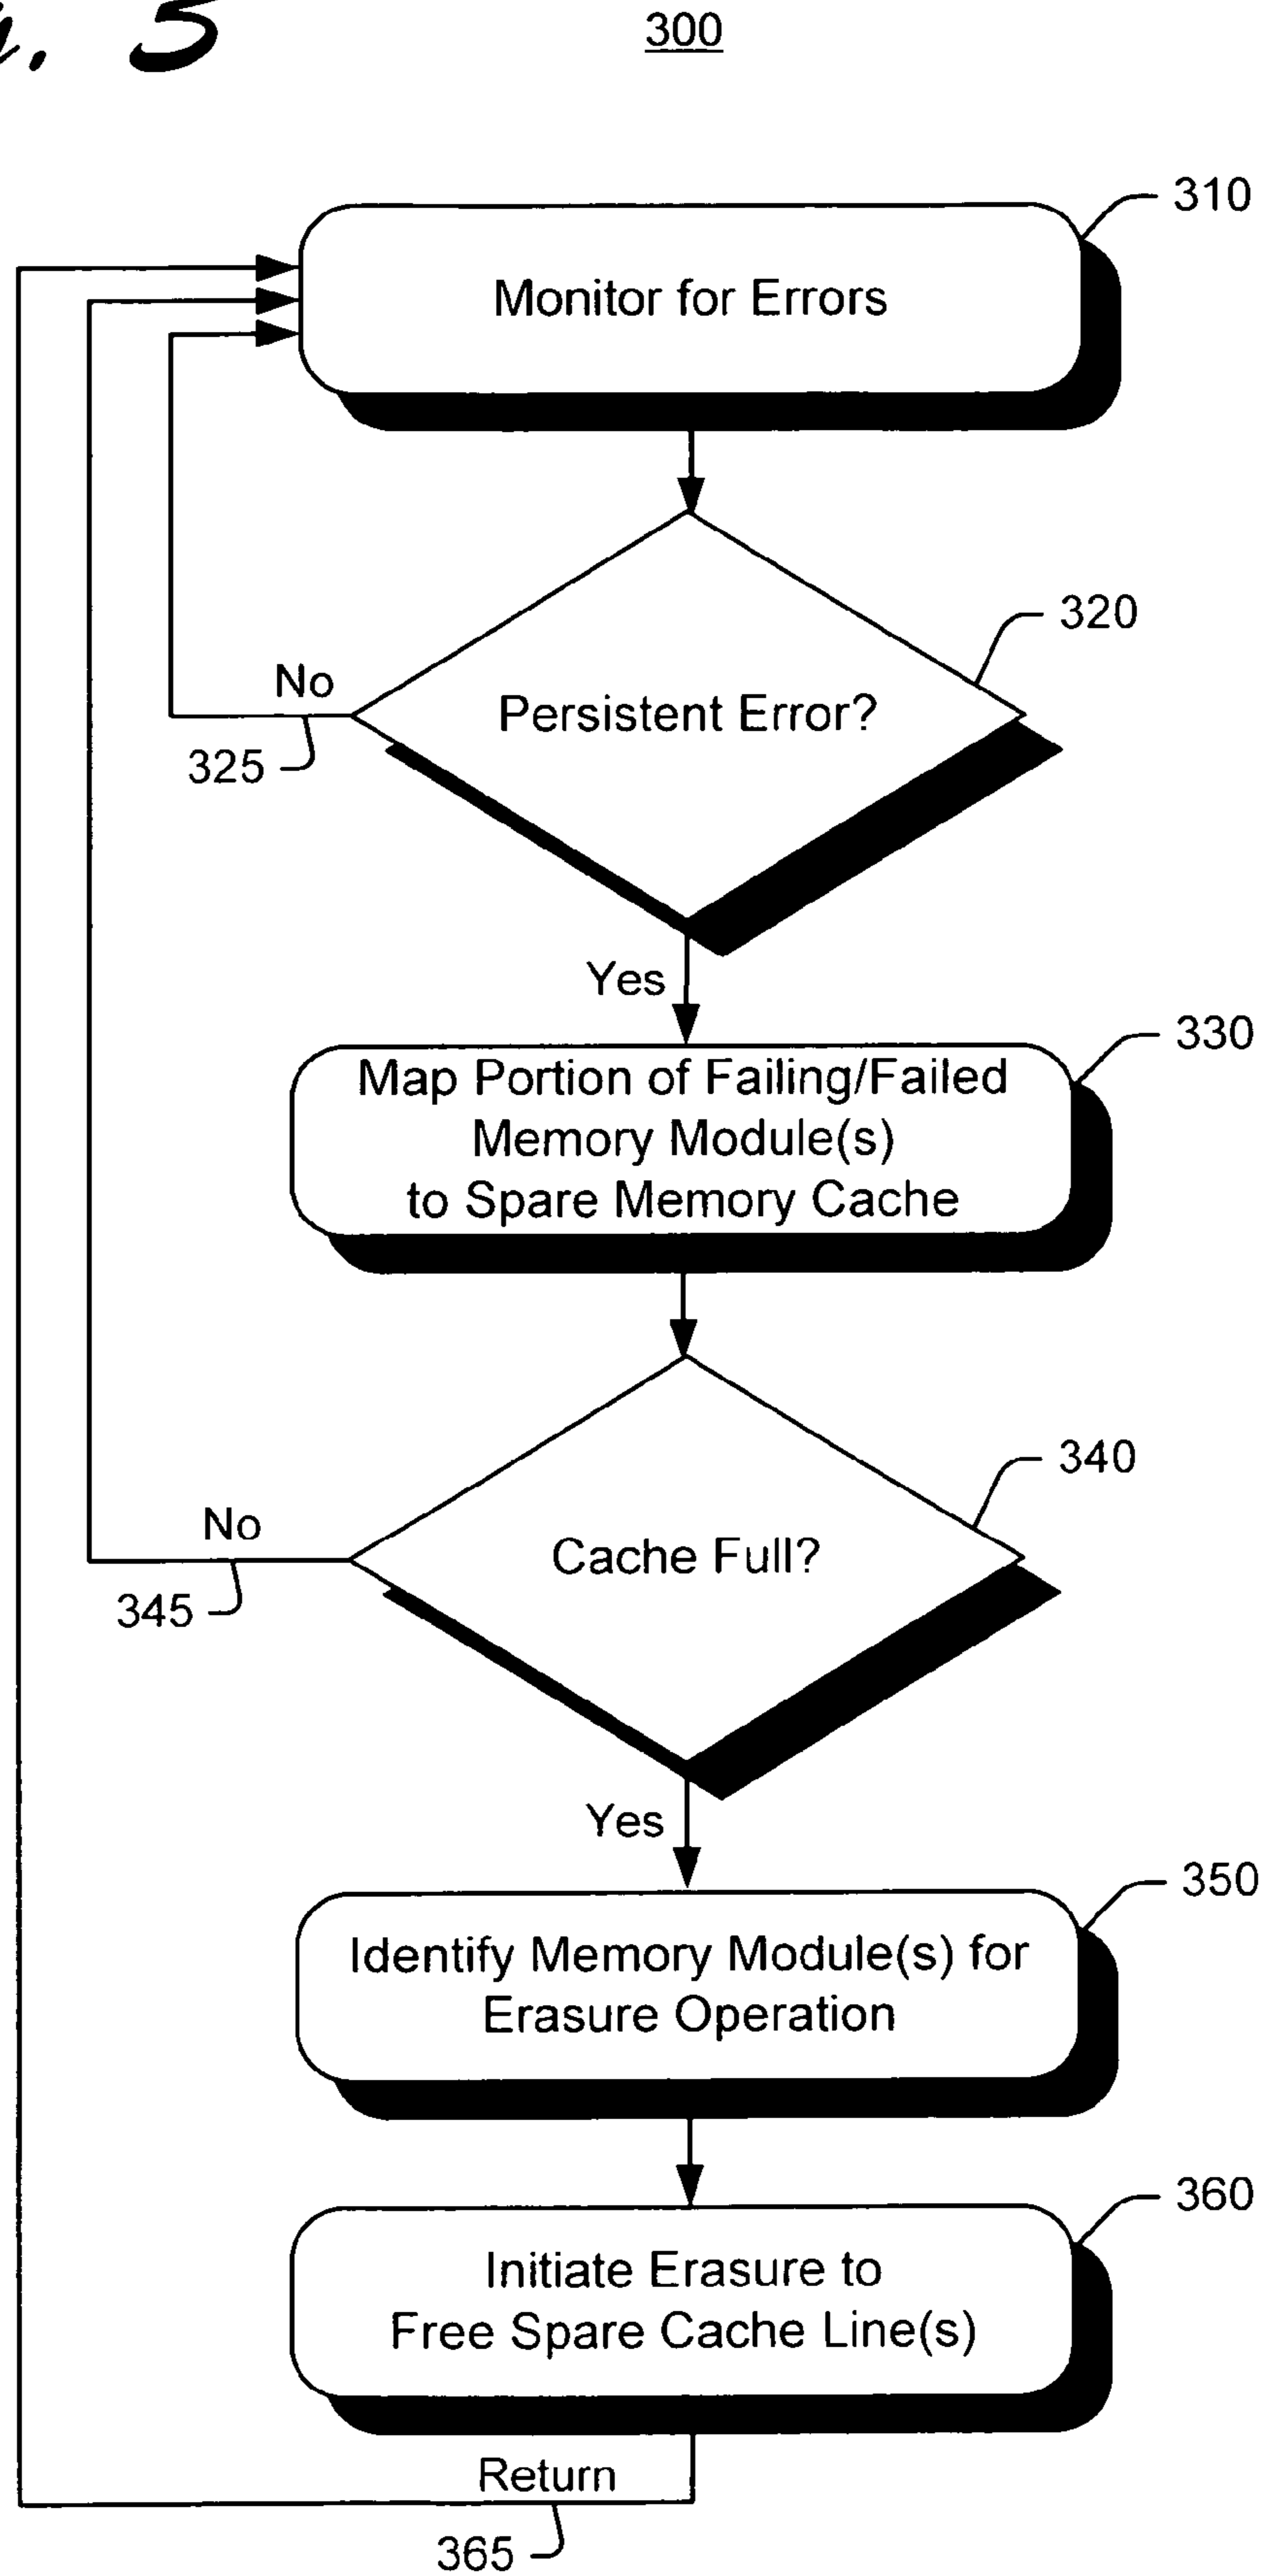 300
310
Monitor for Errors
320
No
Persistent Error?
325
Yes
330
Map Portion of Failing/Failed
Memory Module(s)
to Spare Memory Cache
340
No
Cache Full?
345
Yes
350
Identify Memory Module(s) for
Erasure Operation
360
Initiate Erasure to
Free Spare Cache Line(s)
Return
365